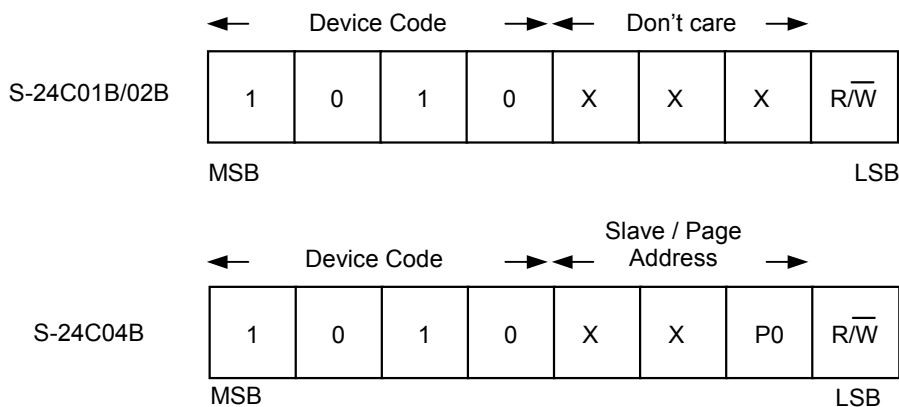 Device Code Don't care
S-24C01B/02B 1 0 1 0 X X X R/W̅
MSB LSB
Slave / Page
Device Code Address
S-24C04B 1 0 1 0 X X P0 R/W̅
MSB LSB